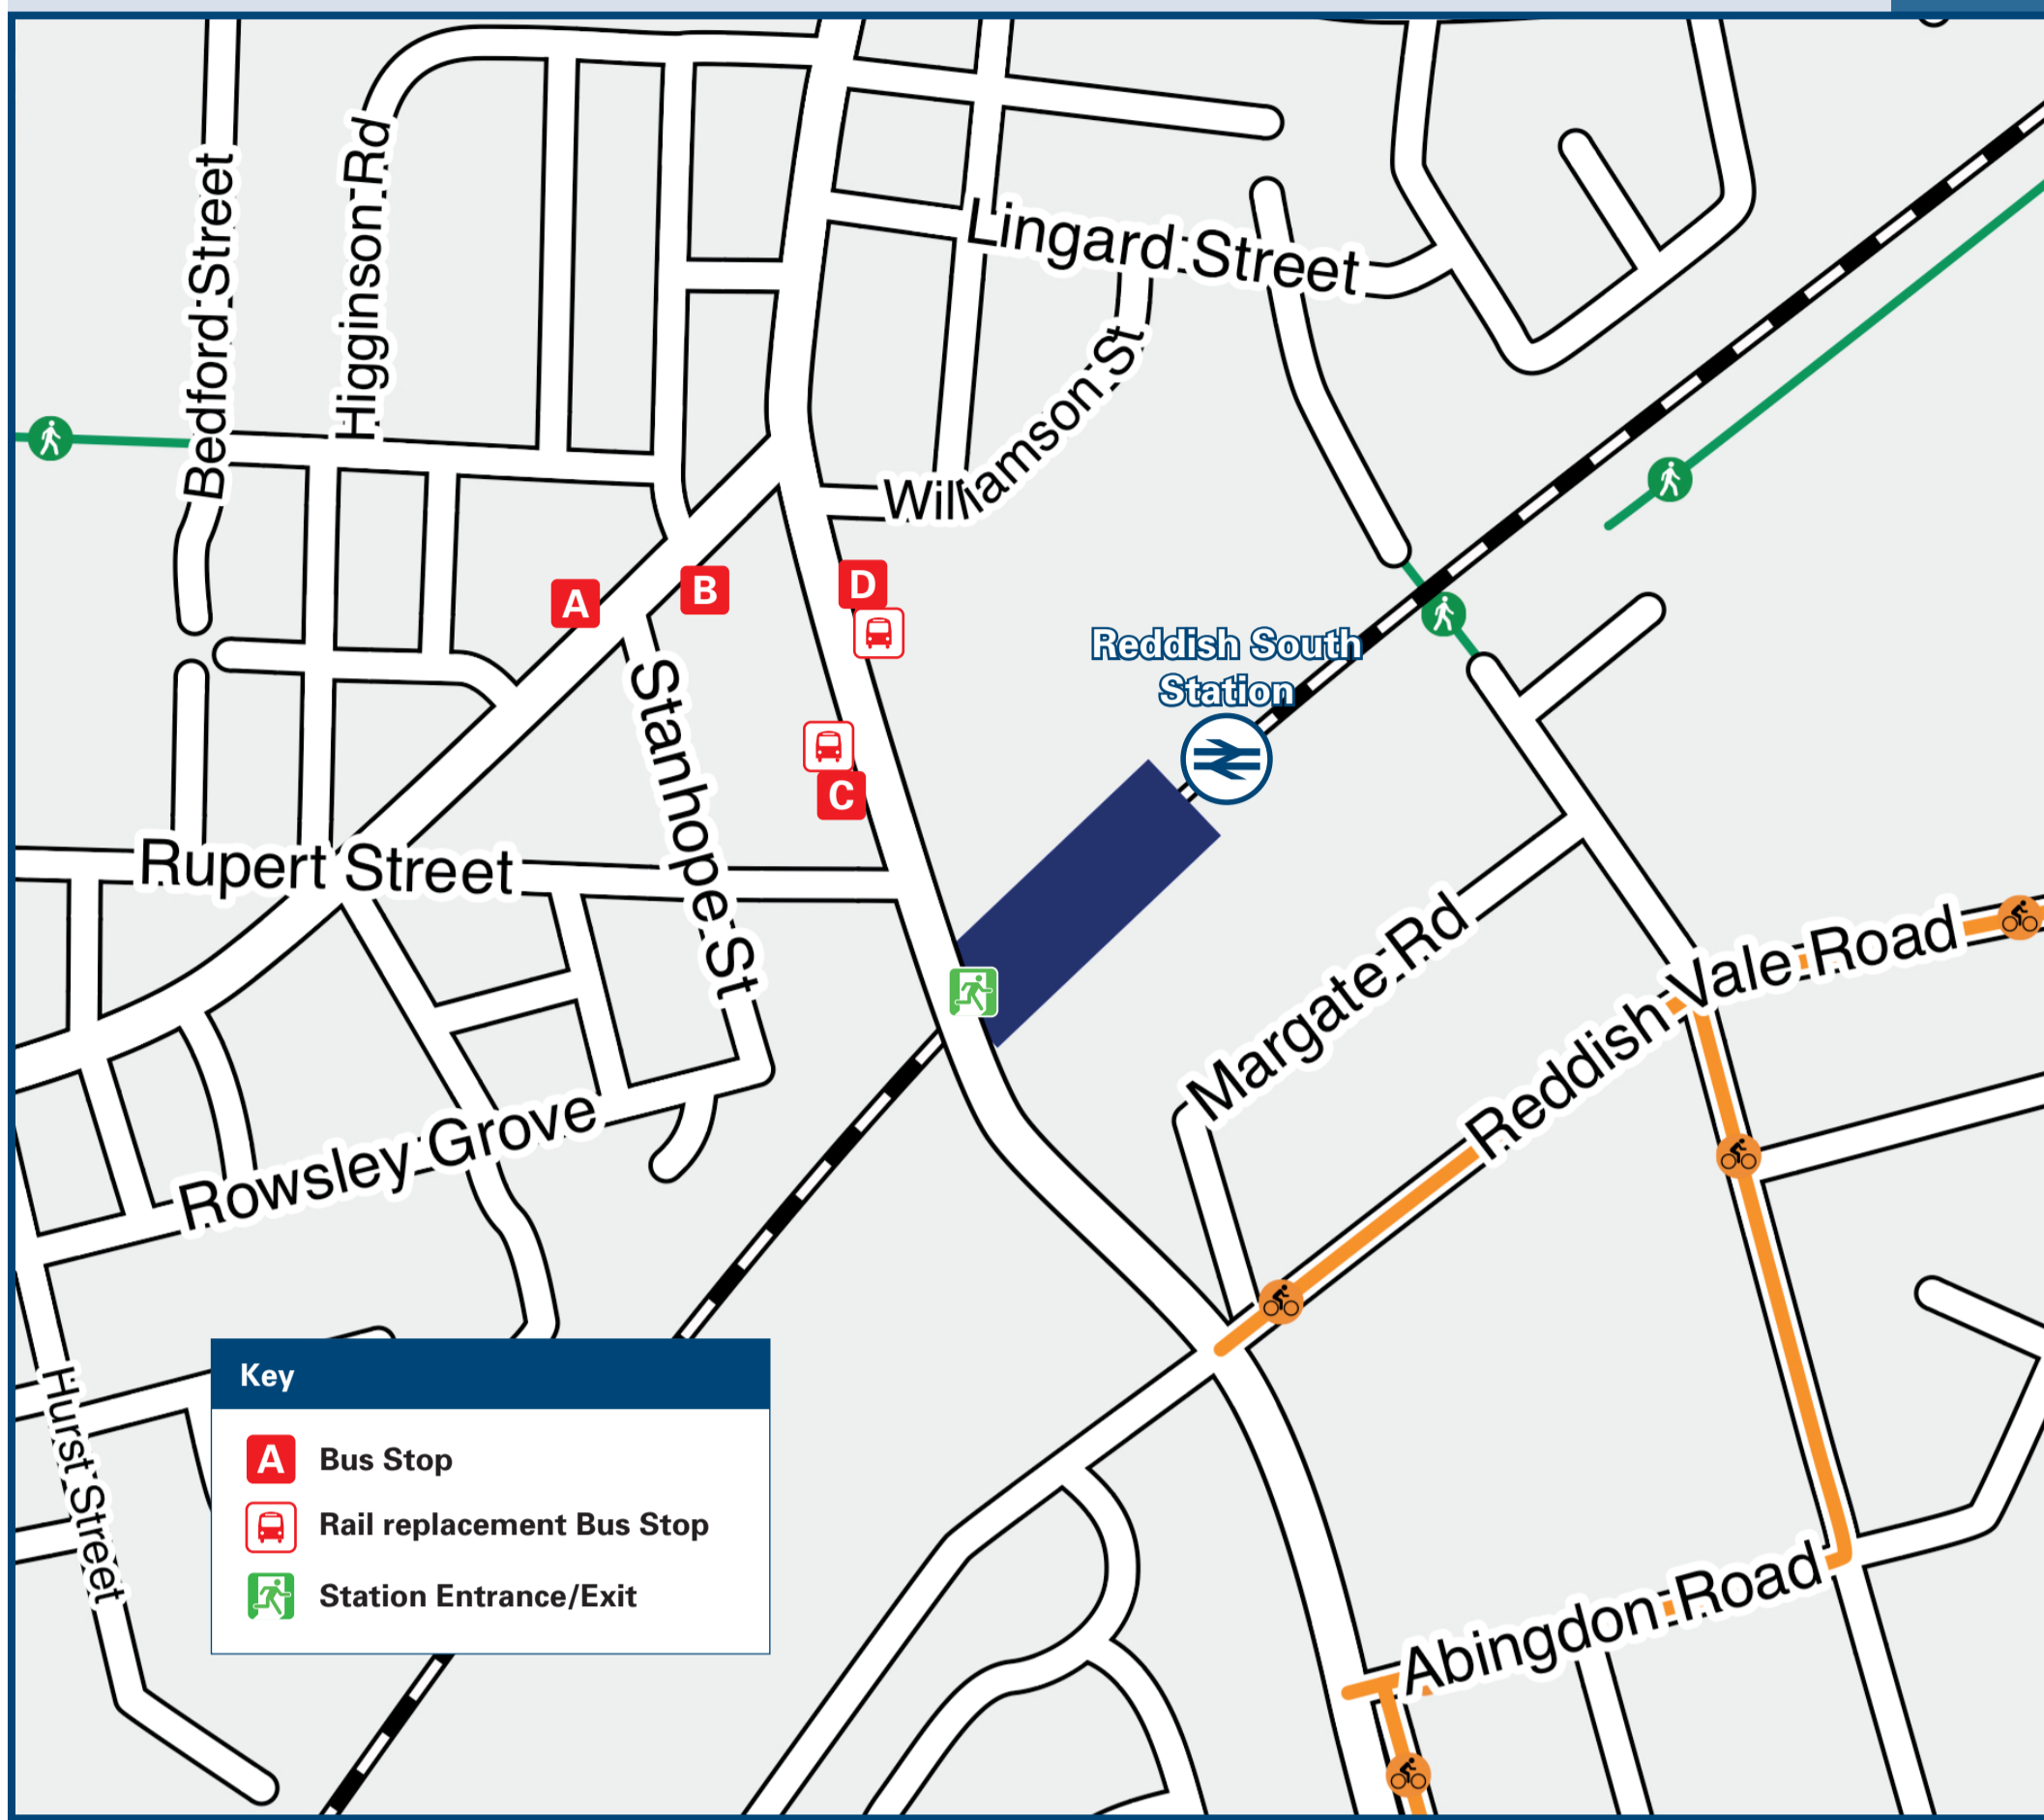 Bedford Street
Higginson Rd
Lingard Street
Williamson St
A
B
D
Stanhope St
Reddish South
Station
C
Rupert Street
Margate Rd
Reddish Vale Road
Rowsley Grove
Hurst Street
Abingdon Road
Key
A Bus Stop
Rail replacement Bus Stop
Station Entrance/Exit